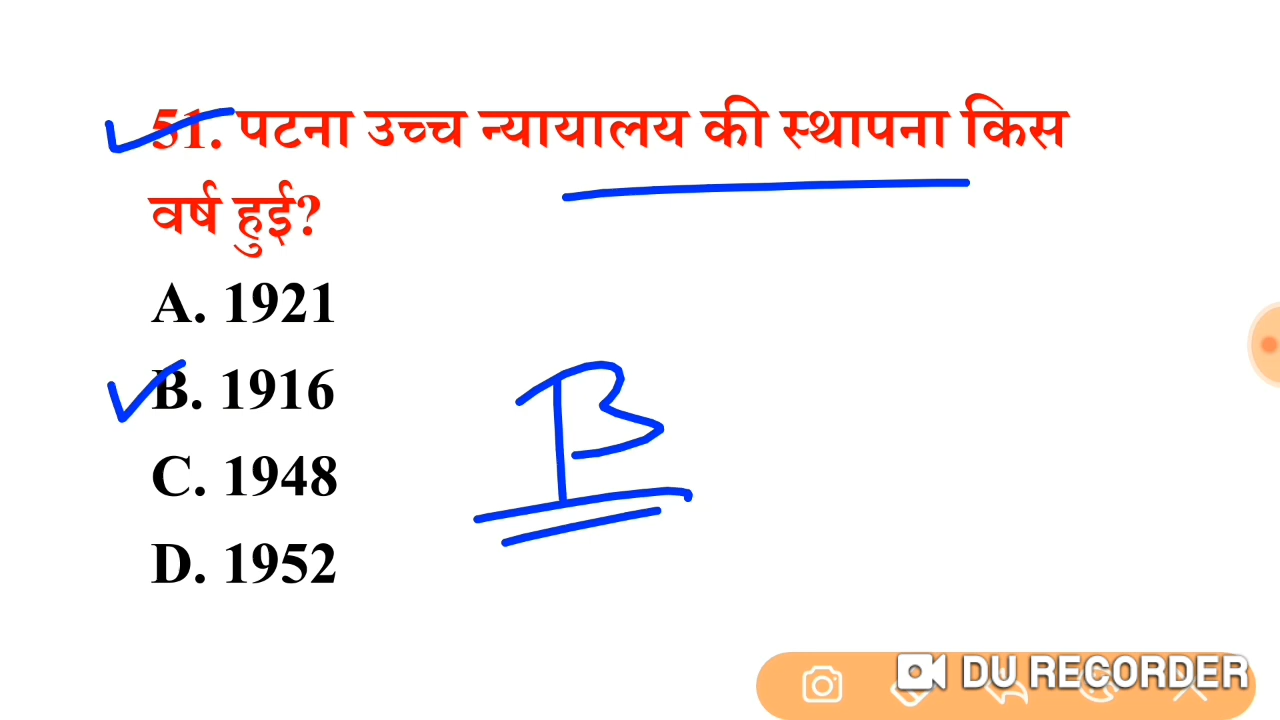 51. पटना उच्च न्यायालय की स्थापना किस
वर्ष हुई?
A. 1921
B. 1916
C. 1948
D. 1952
B
DU RECORDER